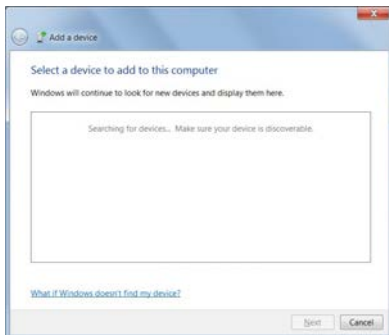 Add a device
Select a device to add to this computer
Windows will continue to look for new devices and display them here.
Searching for devices... Make sure your device is discoverable.
What if Windows doesn't find my device?
Next
Cancel